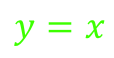 y = x